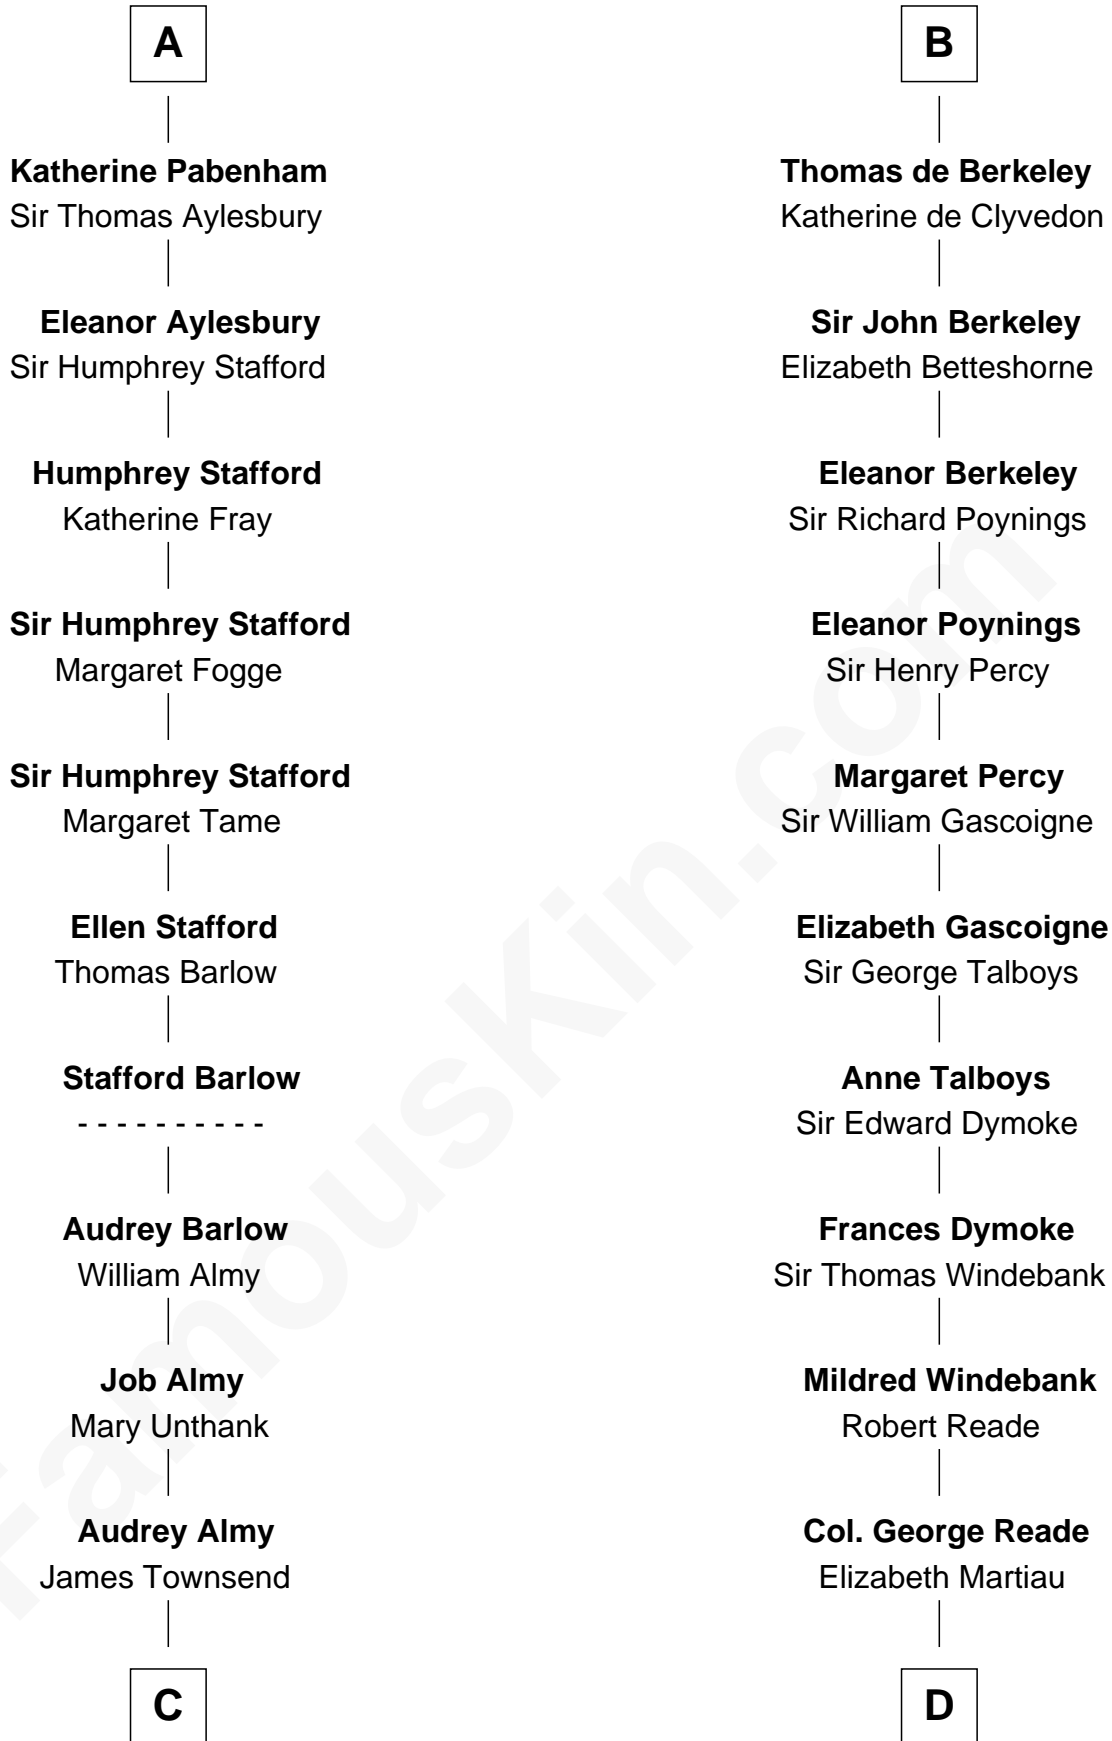 A
Katherine Pabenham
Sir Thomas Aylesbury
Eleanor Aylesbury
Sir Humphrey Stafford
Humphrey Stafford
Katherine Fray
Sir Humphrey Stafford
Margaret Fogge
Sir Humphrey Stafford
Margaret Tame
Ellen Stafford
Thomas Barlow
Stafford Barlow
- - - - - - - - - -
Audrey Barlow
William Almy
Job Almy
Mary Unthank
Audrey Almy
James Townsend
C
B
Thomas de Berkeley
Katherine de Clyvedon
Sir John Berkeley
Elizabeth Betteshorne
Eleanor Berkeley
Sir Richard Poynings
Eleanor Poynings
Sir Henry Percy
Margaret Percy
Sir William Gascoigne
Elizabeth Gascoigne
Sir George Talboys
Anne Talboys
Sir Edward Dymoke
Frances Dymoke
Sir Thomas Windebank
Mildred Windebank
Robert Reade
Col. George Reade
Elizabeth Martiau
D
FamousKin.com